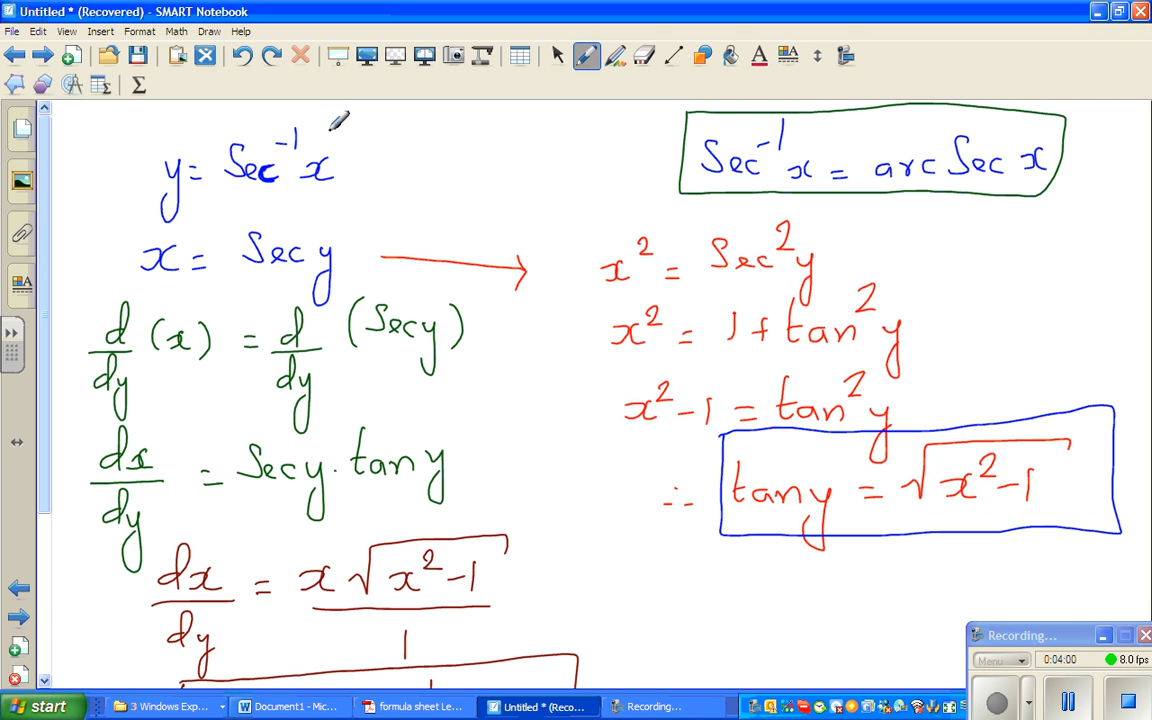 Untitled * (Recovered) - SMART Notebook
File Edit View Insert Format Math Draw Help
y = Sec⁻¹ x
Sec⁻¹ x = arc Sec x
x = Sec y
x² = Sec² y
d/dy (x) = d/dy (Sec y)
x² = 1 + tan² y
x² - 1 = tan² y
dx/dy = Sec y · tan y
∴ tan y = √(x² - 1)
dx/dy = x √(x² - 1) / 1
1
Recording...
Menu 0:04:00 8.0 fps
start 3 Windows Exp... Document1 - Mic... formula sheet Le... Untitled * (Reco... Recording...